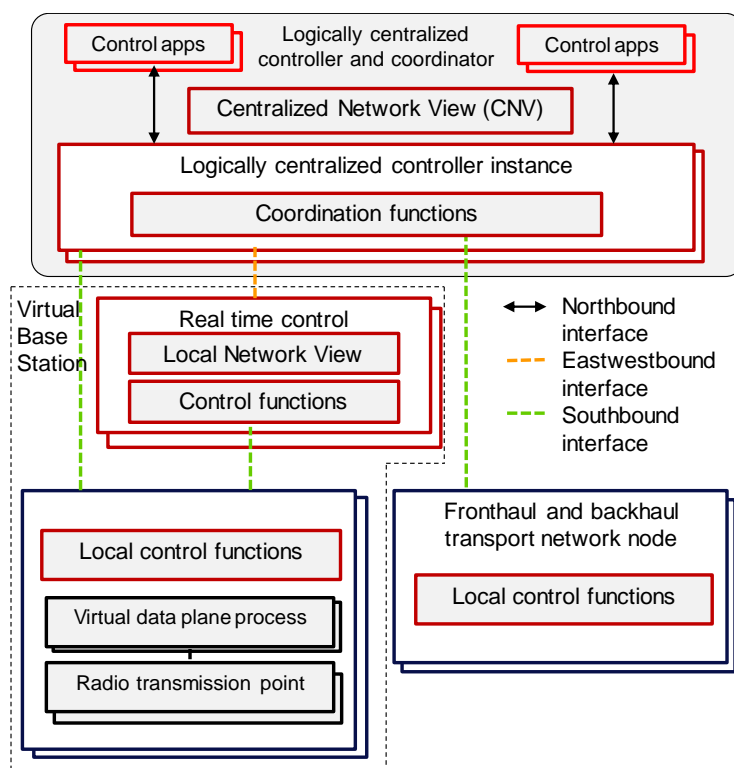 Control apps
Logically centralized
controller and coordinator
Control apps
Centralized Network View (CNV)
Logically centralized controller instance
Coordination functions
Virtual
Base
Station
Real time control
Local Network View
Control functions
Northbound
interface
Eastwestbound
interface
Southbound
interface
Local control functions
Virtual data plane process
Radio transmission point
Fronthaul and backhaul
transport network node
Local control functions